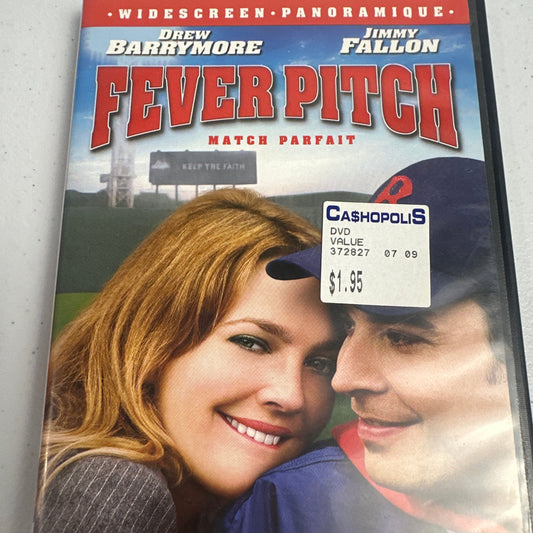 • WIDESCREEN • PANORAMIQUE •
DREW BARRYMORE
JIMMY FALLON
FEVER PITCH
MATCH PARFAIT
KEEP THE FAITH
B
CA$HOPOLIS
DVD
VALUE
372827 07 09
$1.95